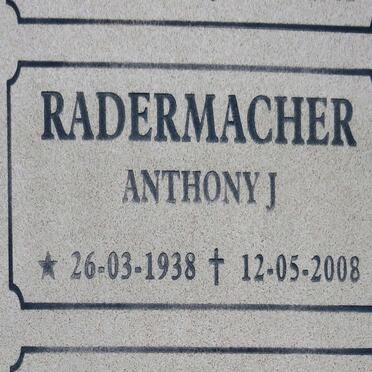 RADERMACHER
ANTHONY J
★ 26-03-1938 † 12-05-2008